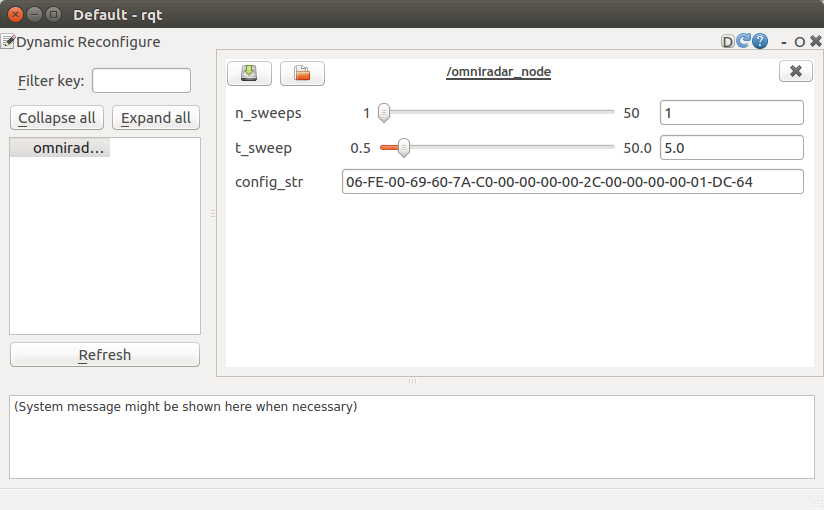 Default - rqt
Dynamic Reconfigure
D
- O
Filter key:
Collapse all
Expand all
omnirad...
Refresh
/omniradar_node
n_sweeps 1 50 1
t_sweep 0.5 50.0 5.0
config_str 06-FE-00-69-60-7A-C0-00-00-00-00-2C-00-00-00-00-01-DC-64
(System message might be shown here when necessary)